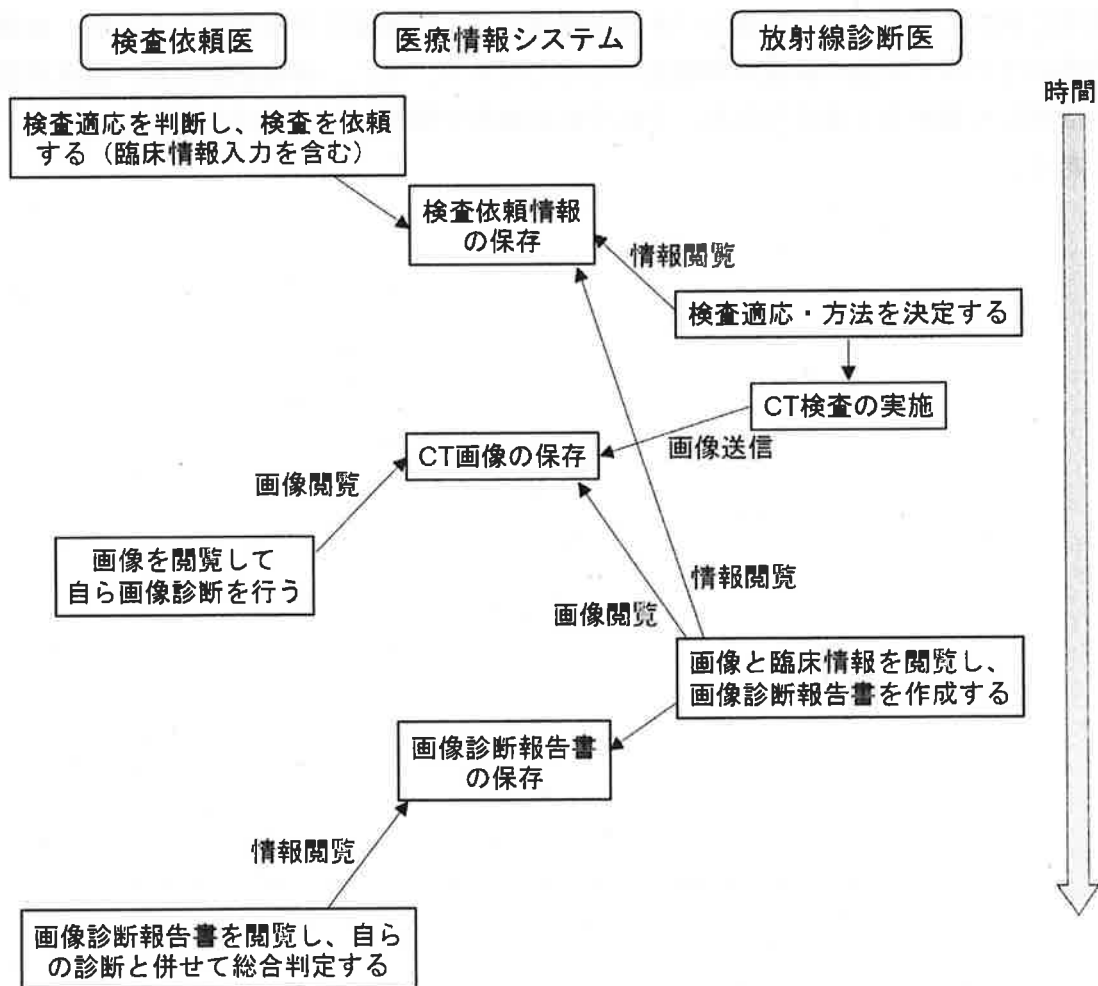 検査依頼医
医療情報システム
放射線診断医
時間
検査適応を判断し、検査を依頼
する（臨床情報入力を含む）
検査依頼情報
の保存
情報閲覧
検査適応・方法を決定する
CT検査の実施
画像送信
CT画像の保存
画像閲覧
画像を閲覧して
自ら画像診断を行う
情報閲覧
画像閲覧
画像と臨床情報を閲覧し、
画像診断報告書を作成する
画像診断報告書
の保存
情報閲覧
画像診断報告書を閲覧し、自ら
の診断と併せて総合判定する